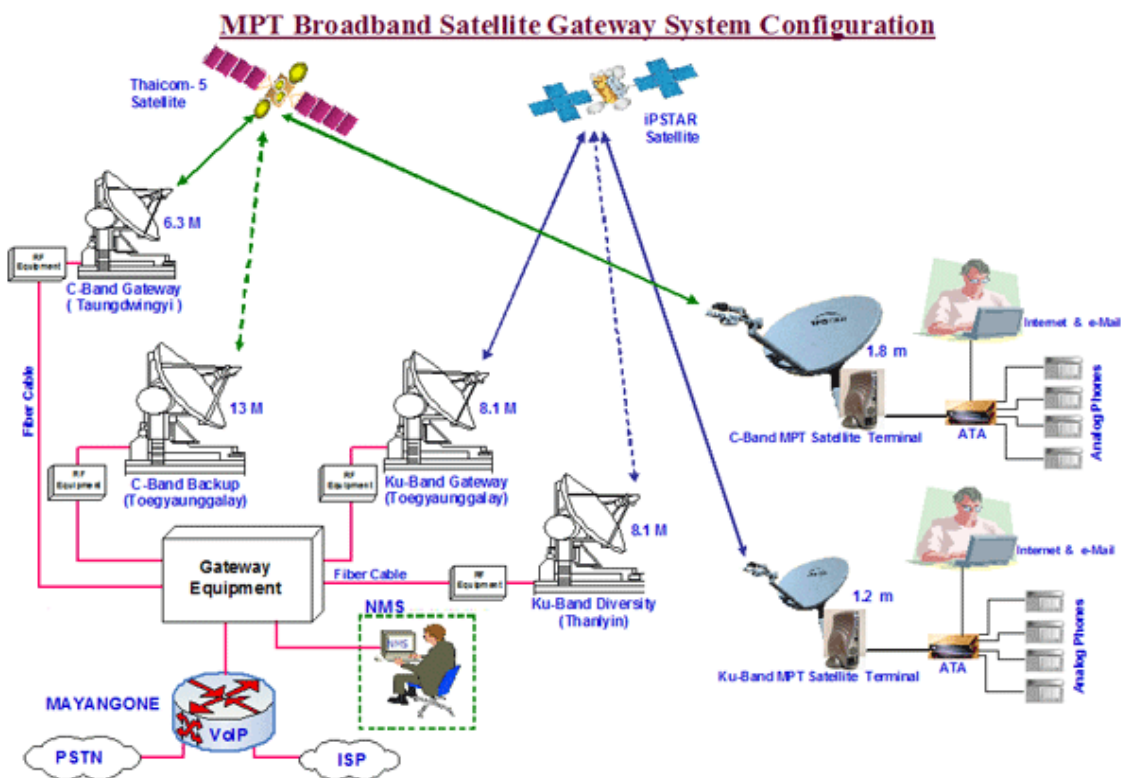 MPT Broadband Satellite Gateway System Configuration
Thaicom- 5
Satellite
iPSTAR
Satellite
6.3 M
RF
Equipment
C-Band Gateway
( Taungdwingyi )
Fiber Cable
13 M
RF
Equipment
C-Band Backup
(Toegyaunggalay)
8.1 M
RF
Equipment
Ku-Band Gateway
(Toegyaunggalay)
8.1 M
RF
Equipment
Ku-Band Diversity
(Thanlyin)
Fiber Cable
Gateway
Equipment
NMS
NMS
MAYANGONE
VoIP
PSTN
ISP
1.8 m
C-Band MPT Satellite Terminal
Internet & e-Mail
ATA
Analog Phones
1.2 m
Ku-Band MPT Satellite Terminal
Internet & e-Mail
ATA
Analog Phones